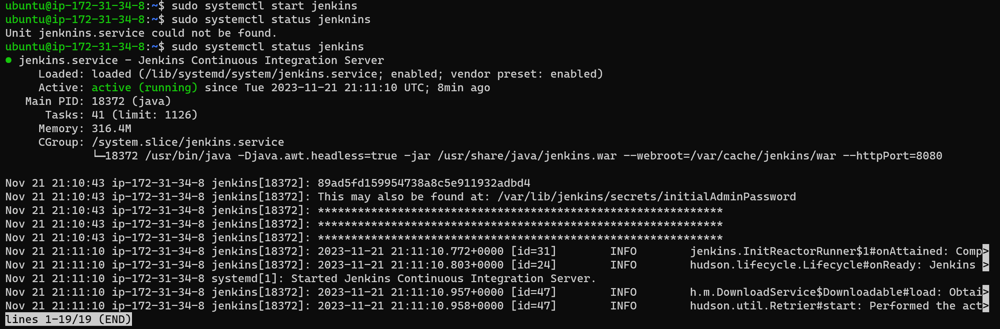 ubuntu@ip-172-31-34-8:~$ sudo systemctl start jenkins
ubuntu@ip-172-31-34-8:~$ sudo systemctl status jenknins
Unit jenknins.service could not be found.
ubuntu@ip-172-31-34-8:~$ sudo systemctl status jenkins
● jenkins.service - Jenkins Continuous Integration Server
     Loaded: loaded (/lib/systemd/system/jenkins.service; enabled; vendor preset: enabled)
     Active: active (running) since Tue 2023-11-21 21:11:10 UTC; 8min ago
   Main PID: 18372 (java)
      Tasks: 41 (limit: 1126)
     Memory: 316.4M
     CGroup: /system.slice/jenkins.service
             └─18372 /usr/bin/java -Djava.awt.headless=true -jar /usr/share/java/jenkins.war --webroot=/var/cache/jenkins/war --httpPort=8080
Nov 21 21:10:43 ip-172-31-34-8 jenkins[18372]: 89ad5fd159954738a8c5e911932adbd4
Nov 21 21:10:43 ip-172-31-34-8 jenkins[18372]: This may also be found at: /var/lib/jenkins/secrets/initialAdminPassword
Nov 21 21:10:43 ip-172-31-34-8 jenkins[18372]: *************************************************************
Nov 21 21:10:43 ip-172-31-34-8 jenkins[18372]: *************************************************************
Nov 21 21:10:43 ip-172-31-34-8 jenkins[18372]: *************************************************************
Nov 21 21:11:10 ip-172-31-34-8 jenkins[18372]: 2023-11-21 21:11:10.772+0000 [id=31]        INFO        jenkins.InitReactorRunner$1#onAttained: Comp>
Nov 21 21:11:10 ip-172-31-34-8 jenkins[18372]: 2023-11-21 21:11:10.803+0000 [id=24]        INFO        hudson.lifecycle.Lifecycle#onReady: Jenkins >
Nov 21 21:11:10 ip-172-31-34-8 systemd[1]: Started Jenkins Continuous Integration Server.
Nov 21 21:11:10 ip-172-31-34-8 jenkins[18372]: 2023-11-21 21:11:10.957+0000 [id=47]        INFO        h.m.DownloadService$Downloadable#load: Obtai>
Nov 21 21:11:10 ip-172-31-34-8 jenkins[18372]: 2023-11-21 21:11:10.958+0000 [id=47]        INFO        hudson.util.Retrier#start: Performed the act>
lines 1-19/19 (END)